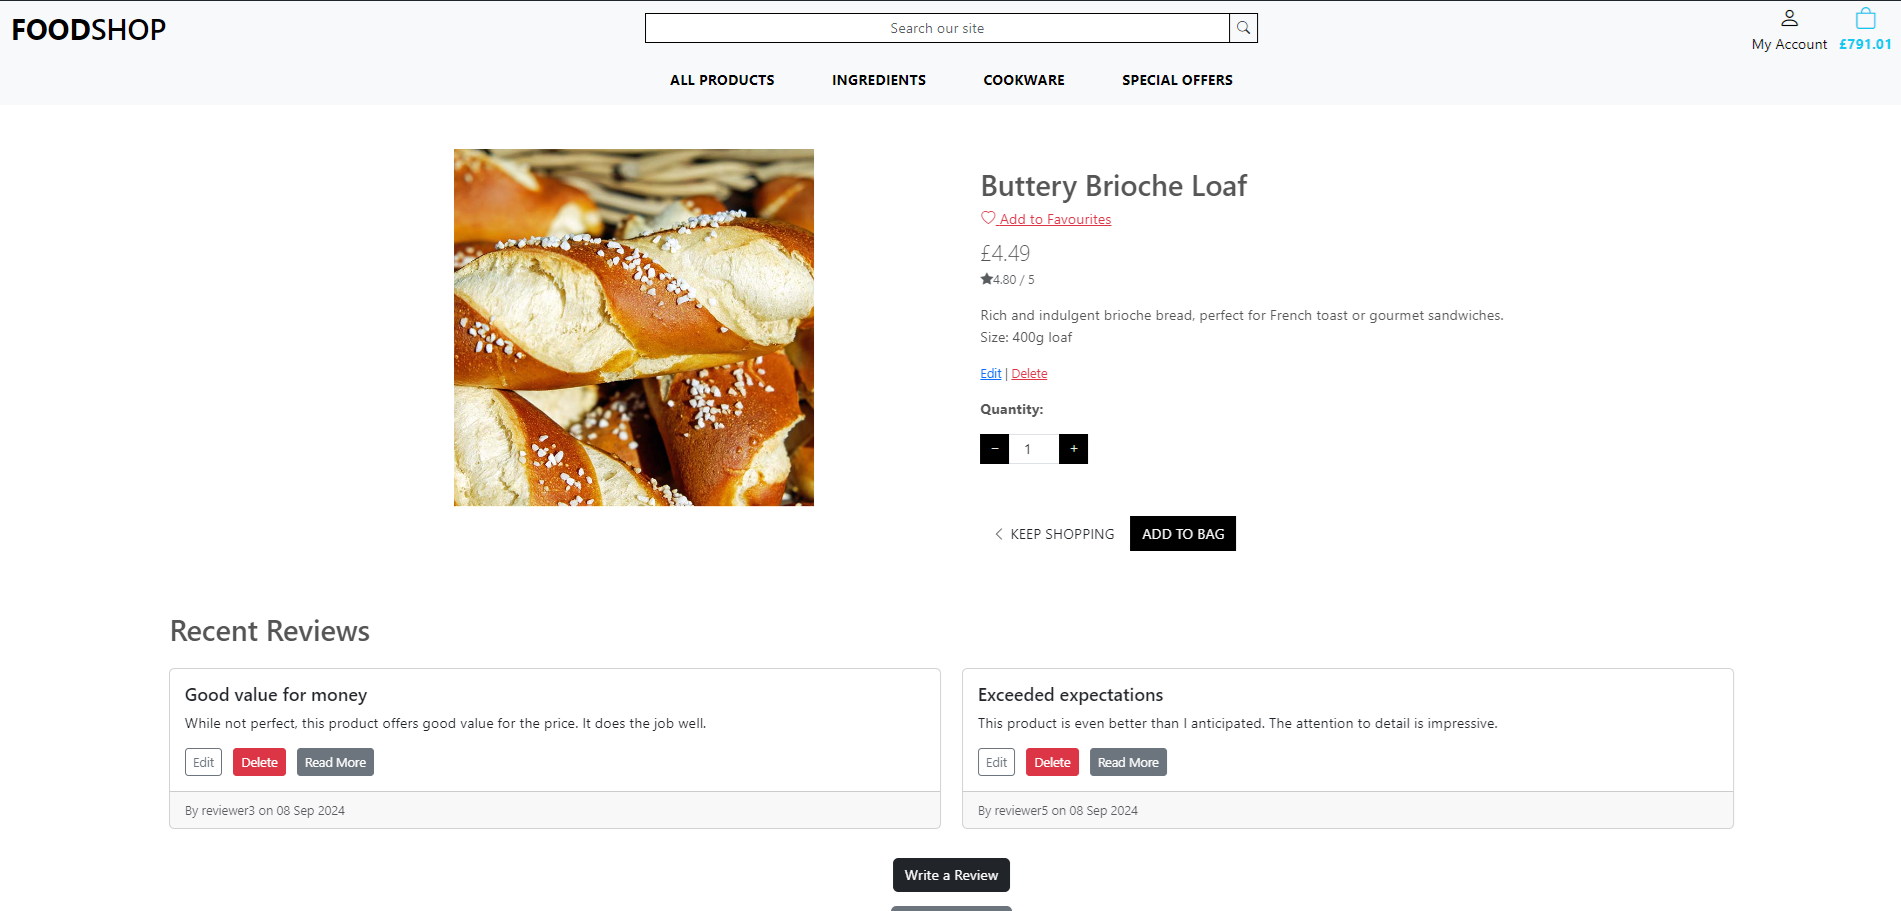 FOODSHOP
Search our site
My Account
£791.01
ALL PRODUCTS
INGREDIENTS
COOKWARE
SPECIAL OFFERS
Buttery Brioche Loaf
Add to Favourites
£4.49
4.80 / 5
Rich and indulgent brioche bread, perfect for French toast or gourmet sandwiches.
Size: 400g loaf
Edit | Delete
Quantity:
- 1 +
KEEP SHOPPING
ADD TO BAG
Recent Reviews
Good value for money
While not perfect, this product offers good value for the price. It does the job well.
Edit Delete Read More
By reviewer3 on 08 Sep 2024
Exceeded expectations
This product is even better than I anticipated. The attention to detail is impressive.
Edit Delete Read More
By reviewer5 on 08 Sep 2024
Write a Review